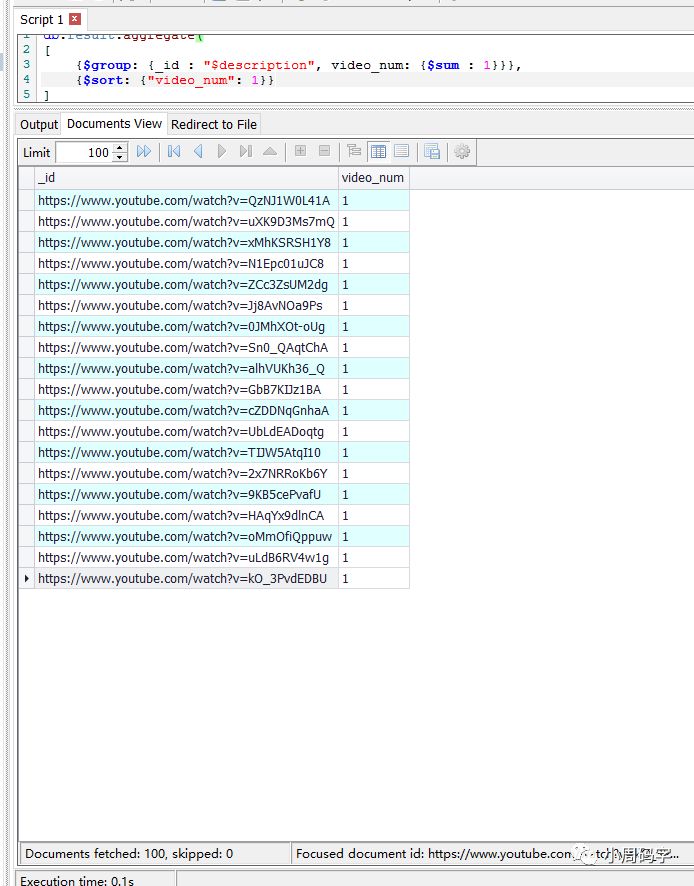 Script 1
1 db.result.aggregate(
2 [
3 {$group: {_id : "$description", video_num: {$sum : 1}}},
4 {$sort: {"video_num": 1}}
5 ]
Output Documents View Redirect to File
Limit 100
_id video_num
https://www.youtube.com/watch?v=QzNJ1W0L41A 1
https://www.youtube.com/watch?v=uXK9D3Ms7mQ 1
https://www.youtube.com/watch?v=xMhKSRSH1Y8 1
https://www.youtube.com/watch?v=N1Epc01uJC8 1
https://www.youtube.com/watch?v=ZCc3ZsUM2dg 1
https://www.youtube.com/watch?v=Jj8AvNOa9Ps 1
https://www.youtube.com/watch?v=0JMhXOt-oUg 1
https://www.youtube.com/watch?v=Sn0_QAqtChA 1
https://www.youtube.com/watch?v=alhVUKh36_Q 1
https://www.youtube.com/watch?v=GbB7KIJz1BA 1
https://www.youtube.com/watch?v=cZDDNqGnhaA 1
https://www.youtube.com/watch?v=UbLdEADoqtg 1
https://www.youtube.com/watch?v=TIJW5AtqI10 1
https://www.youtube.com/watch?v=2x7NRRoKb6Y 1
https://www.youtube.com/watch?v=9KB5cePvafU 1
https://www.youtube.com/watch?v=HAqYx9dlnCA 1
https://www.youtube.com/watch?v=oMmOfiQppuw 1
https://www.youtube.com/watch?v=uLdB6RV4w1g 1
https://www.youtube.com/watch?v=kO_3PvdEDBU 1
Documents fetched: 100, skipped: 0 Focused document id: https://www.youtube.com
小周码字
Execution time: 0.1s